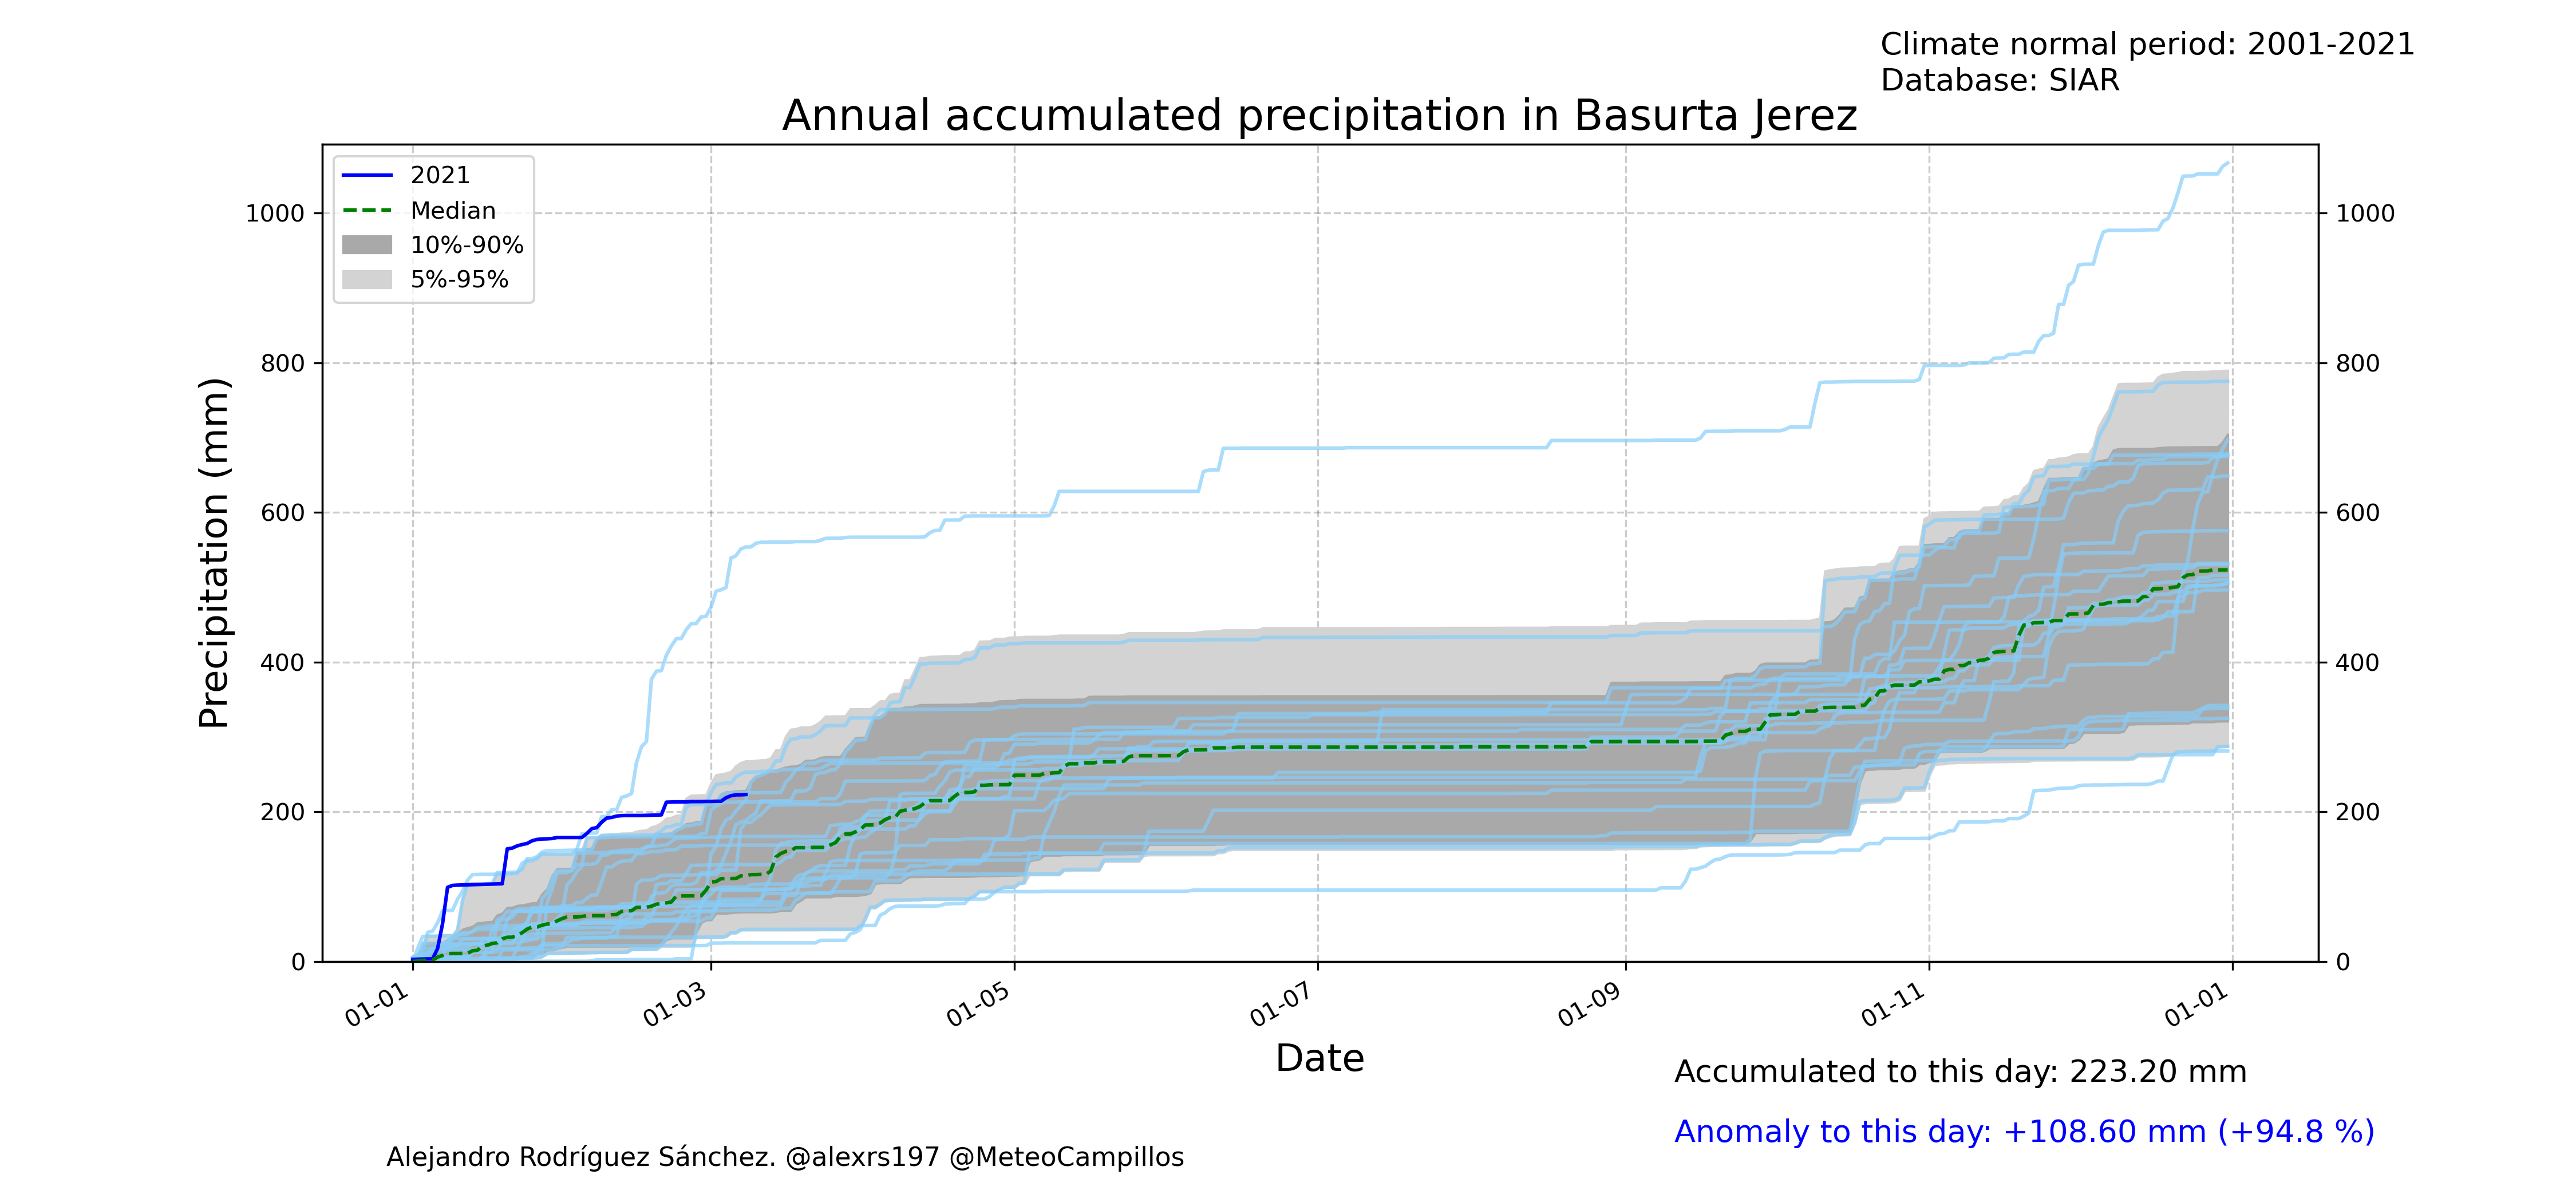 Climate normal period: 2001-2021
Database: SIAR
Annual accumulated precipitation in Basurta Jerez
2021
Median
10%-90%
5%-95%
Precipitation (mm)
1000
800
600
400
200
0
1000
800
600
400
200
0
01-01
01-03
01-05
01-07
01-09
01-11
01-01
Date
Accumulated to this day: 223.20 mm
Anomaly to this day: +108.60 mm (+94.8 %)
Alejandro Rodríguez Sánchez. @alexrs197 @MeteoCampillos